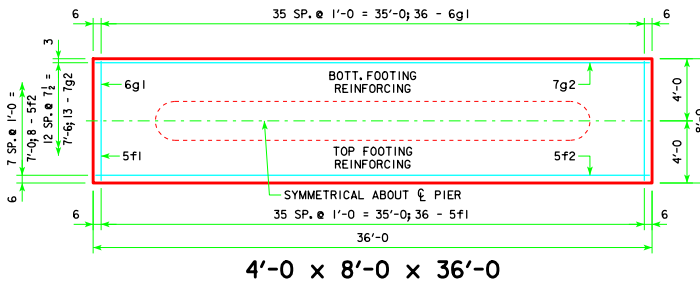 6 35 SP. @ 1'-0 = 35'-0; 36 - 6g1 6
3
BOTT. FOOTING
REINFORCING
6g1 7g2
7 SP. @ 1'-0 =
7'-0; 8 - 5f2
12 SP. @ 7 1/2 =
7'-6; 13 - 7g2
4'-0
4'-0
TOP FOOTING
REINFORCING
5f1 5f2
6
SYMMETRICAL ABOUT ℄ PIER
6 35 SP. @ 1'-0 = 35'-0; 36 - 5f1 6
36'-0
4'-0 x 8'-0 x 36'-0